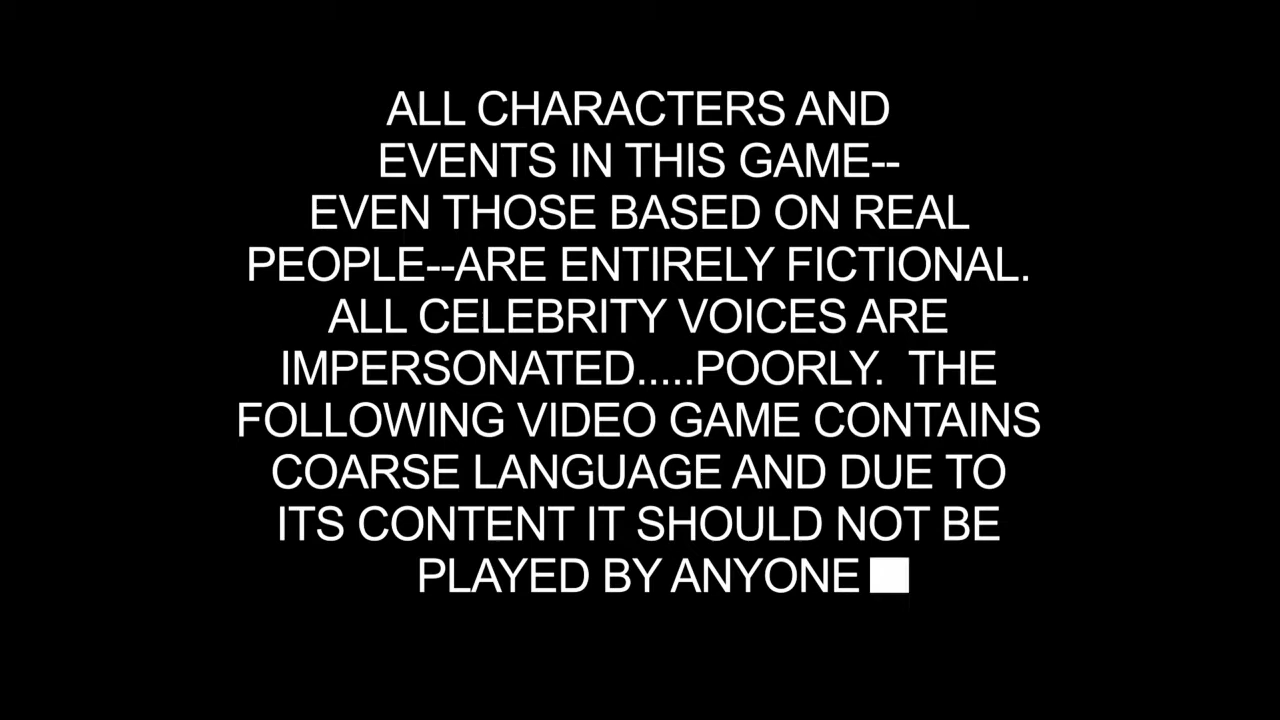 ALL CHARACTERS AND
EVENTS IN THIS GAME--
EVEN THOSE BASED ON REAL
PEOPLE--ARE ENTIRELY FICTIONAL.
ALL CELEBRITY VOICES ARE
IMPERSONATED.....POORLY.  THE
FOLLOWING VIDEO GAME CONTAINS
COARSE LANGUAGE AND DUE TO
ITS CONTENT IT SHOULD NOT BE
PLAYED BY ANYONE